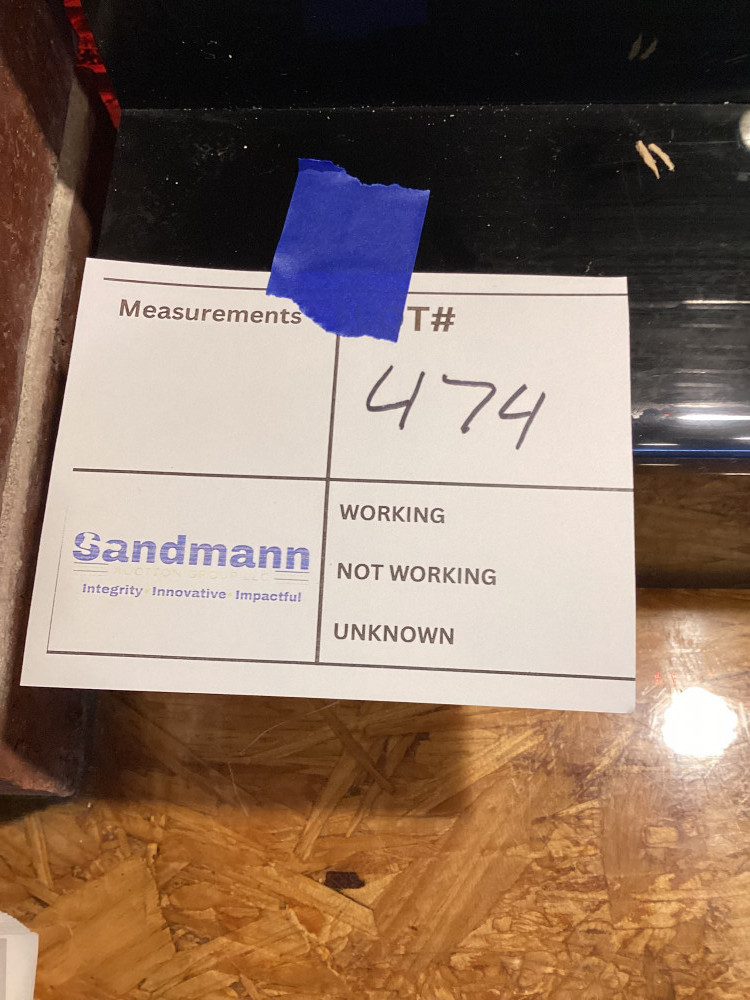 Measurements
T#
474
Sandmann
Integrity Innovative Impactful
WORKING
NOT WORKING
UNKNOWN